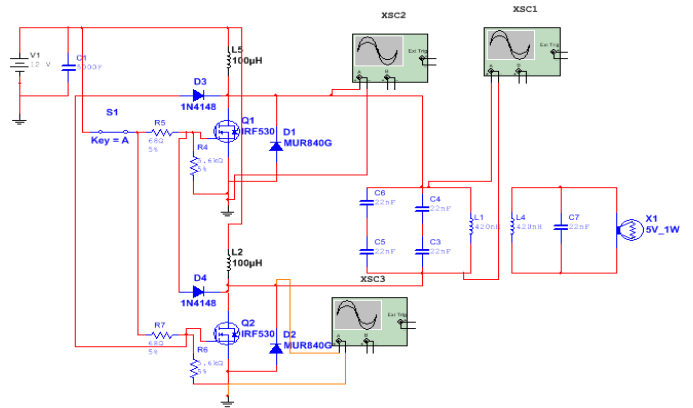 XSC2
XSC1
Ext Trig
A
B
Ext Trig
A
B
V1
12 V
C1
L5
100µH
D3
1N4148
S1
Key = A
R5
68Ω
5%
Q1
IRF530
D1
MUR840G
R4
5.6kΩ
5%
C6
22nF
C4
22nF
L1
420nH
L4
420nH
C7
22nF
X1
5V_1W
C5
22nF
C3
22nF
L2
100µH
XSC3
D4
1N4148
Ext Trig
A
B
Q2
IRF530
D2
MUR840G
R7
68Ω
5%
R6
5.6kΩ
5%